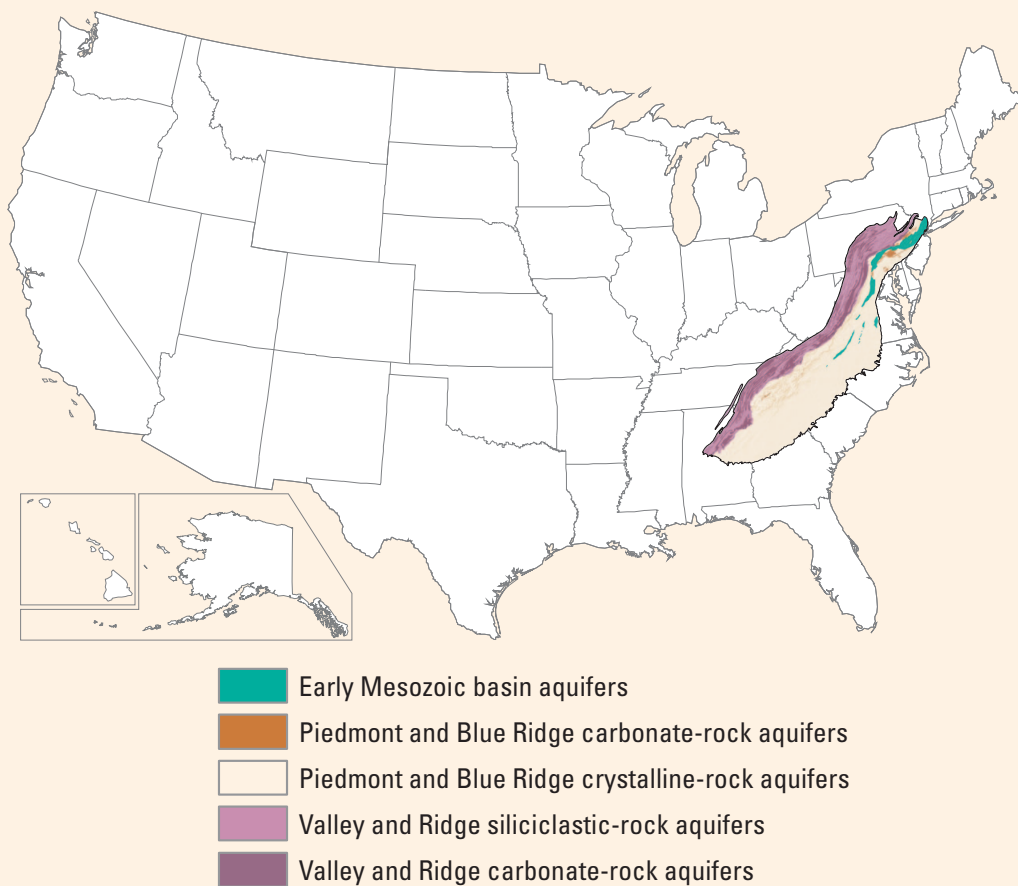 Early Mesozoic basin aquifers
Piedmont and Blue Ridge carbonate-rock aquifers
Piedmont and Blue Ridge crystalline-rock aquifers
Valley and Ridge siliciclastic-rock aquifers
Valley and Ridge carbonate-rock aquifers